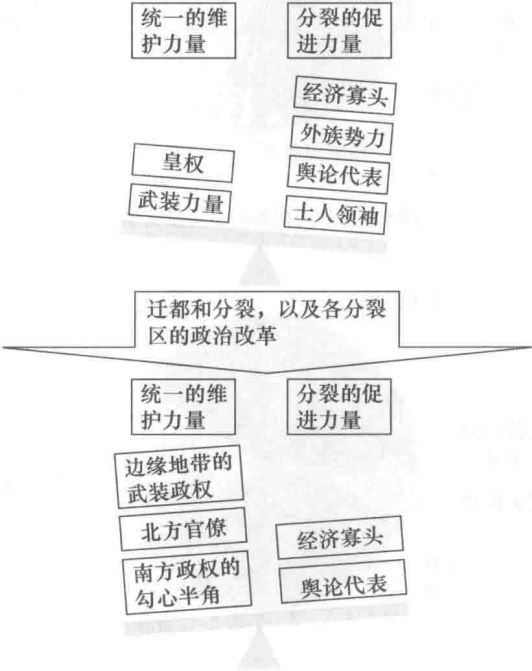 统一的维
护力量
分裂的促
进力量
经济寡头
外族势力
皇权
舆论代表
武装力量
士人领袖
迁都和分裂，以及各分裂
区的政治改革
统一的维
护力量
分裂的促
进力量
边缘地带的
武装政权
北方官僚
经济寡头
南方政权的
勾心半角
舆论代表